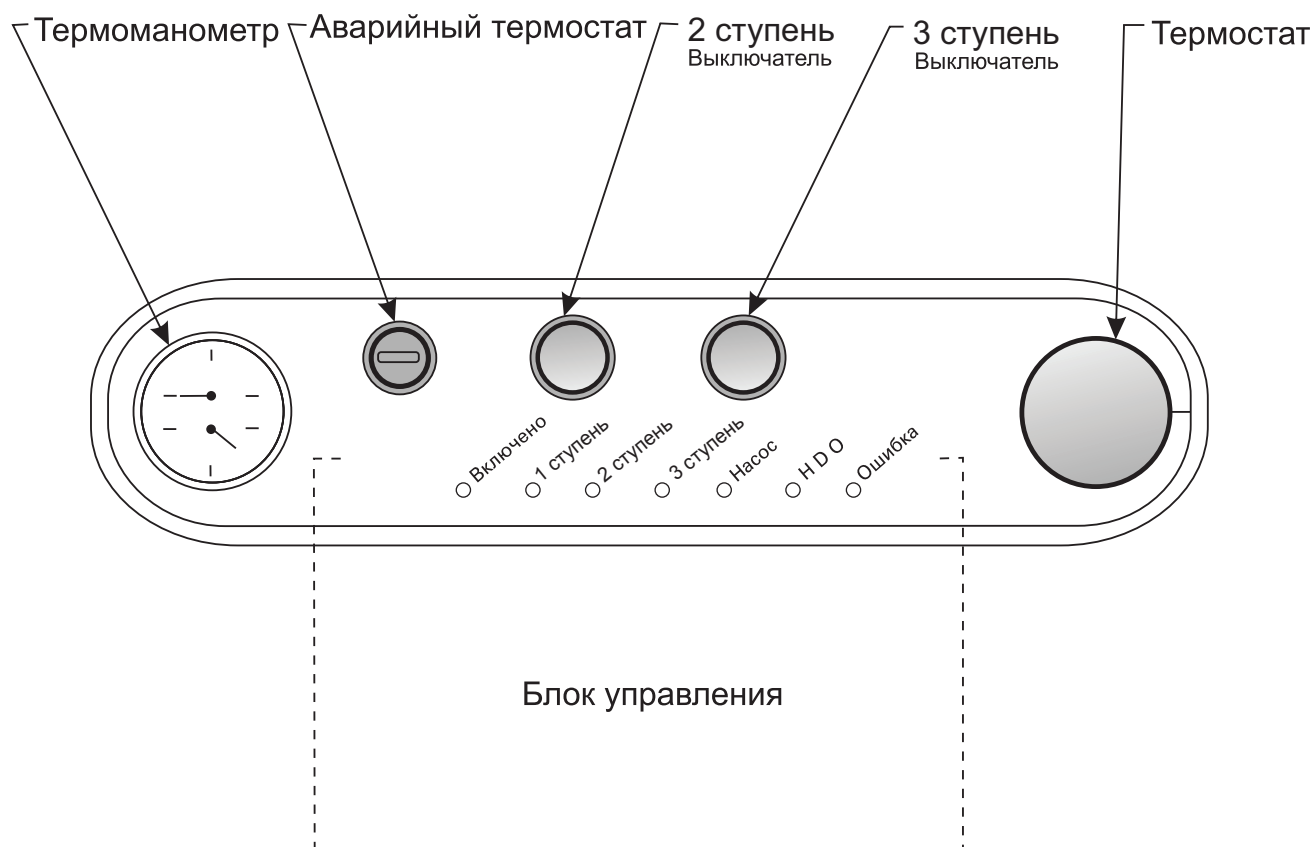 Термоманометр
Аварийный термостат
2 ступень
Выключатель
3 ступень
Выключатель
Термостат
Включено
1 ступень
2 ступень
3 ступень
Насос
H D O
Ошибка
Блок управления